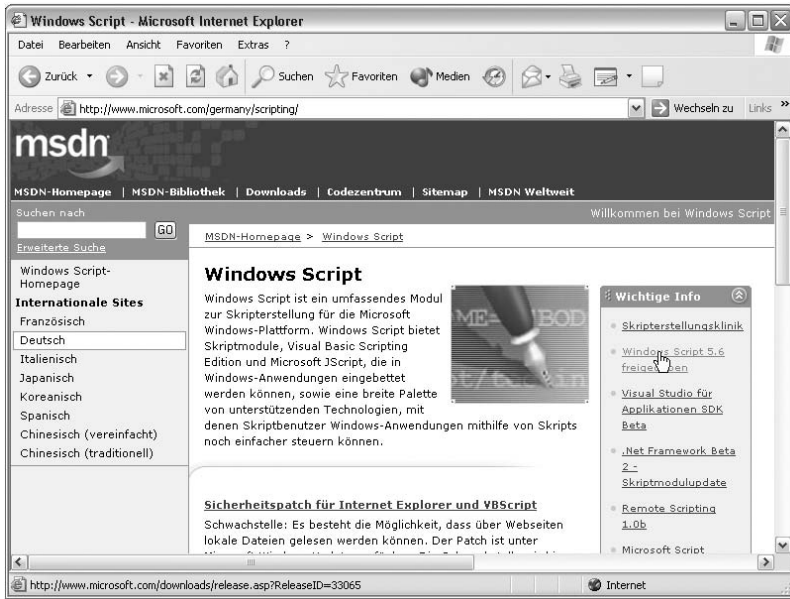 Windows Script - Microsoft Internet Explorer
Datei Bearbeiten Ansicht Favoriten Extras ?
Zurück Suchen Favoriten Medien
Adresse http://www.microsoft.com/germany/scripting/ Wechseln zu Links »
msdn
MSDN-Homepage | MSDN-Bibliothek | Downloads | Codezentrum | Sitemap | MSDN Weltweit
Suchen nach
GO
Erweiterte Suche
Willkommen bei Windows Script
MSDN-Homepage > Windows Script
Windows Script-
Homepage
Internationale Sites
Französisch
Deutsch
Italienisch
Japanisch
Koreanisch
Spanisch
Chinesisch (vereinfacht)
Chinesisch (traditionell)
Windows Script
Windows Script ist ein umfassendes Modul
zur Skripterstellung für die Microsoft
Windows-Plattform. Windows Script bietet
Skriptmodule, Visual Basic Scripting
Edition und Microsoft JScript, die in
Windows-Anwendungen eingebettet
werden können, sowie eine breite Palette
von unterstützenden Technologien, mit
denen Skriptbenutzer Windows-Anwendungen mithilfe von Skripts
noch einfacher steuern können.
Sicherheitspatch für Internet Explorer und VBScript
Schwachstelle: Es besteht die Möglichkeit, dass über Webseiten
lokale Dateien gelesen werden können. Der Patch ist unter
Wichtige Info
Skripterstellungsklinik
Windows Script 5.6
freigegeben
Visual Studio für
Applikationen SDK
Beta
.Net Framework Beta
2 -
Skriptmodulupdate
Remote Scripting
1.0b
Microsoft Script
http://www.microsoft.com/downloads/release.asp?ReleaseID=33065 Internet